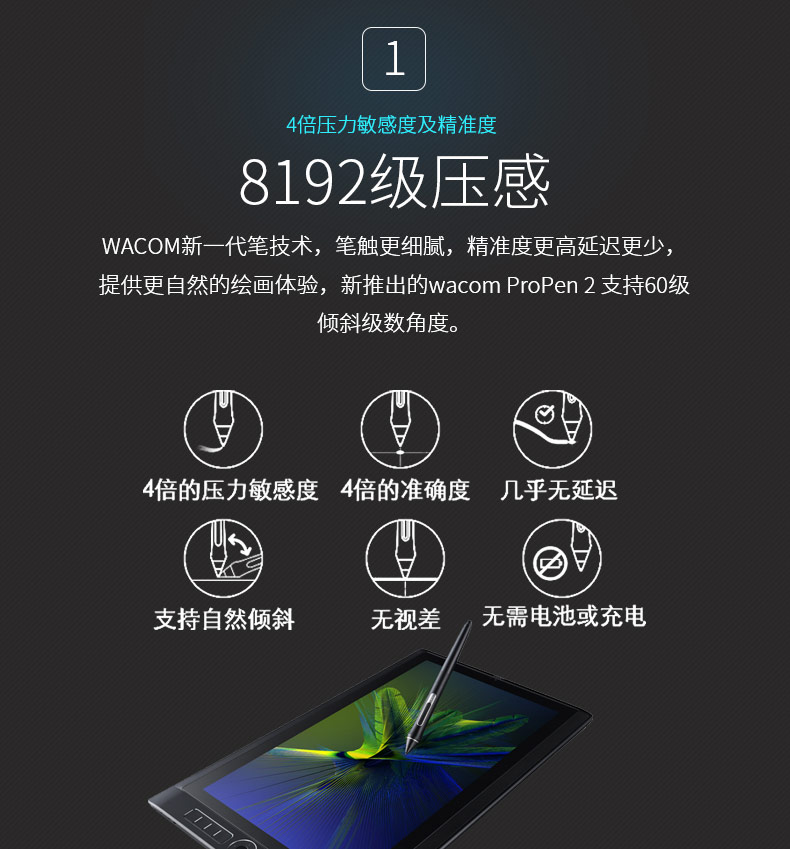 1
4倍压力敏感度及精准度
8192级压感
WACOM新一代笔技术，笔触更细腻，精准度更高延迟更少，
提供更自然的绘画体验，新推出的wacom ProPen 2 支持60级
倾斜级数角度。
4倍的压力敏感度 4倍的准确度 几乎无延迟
支持自然倾斜 无视差 无需电池或充电